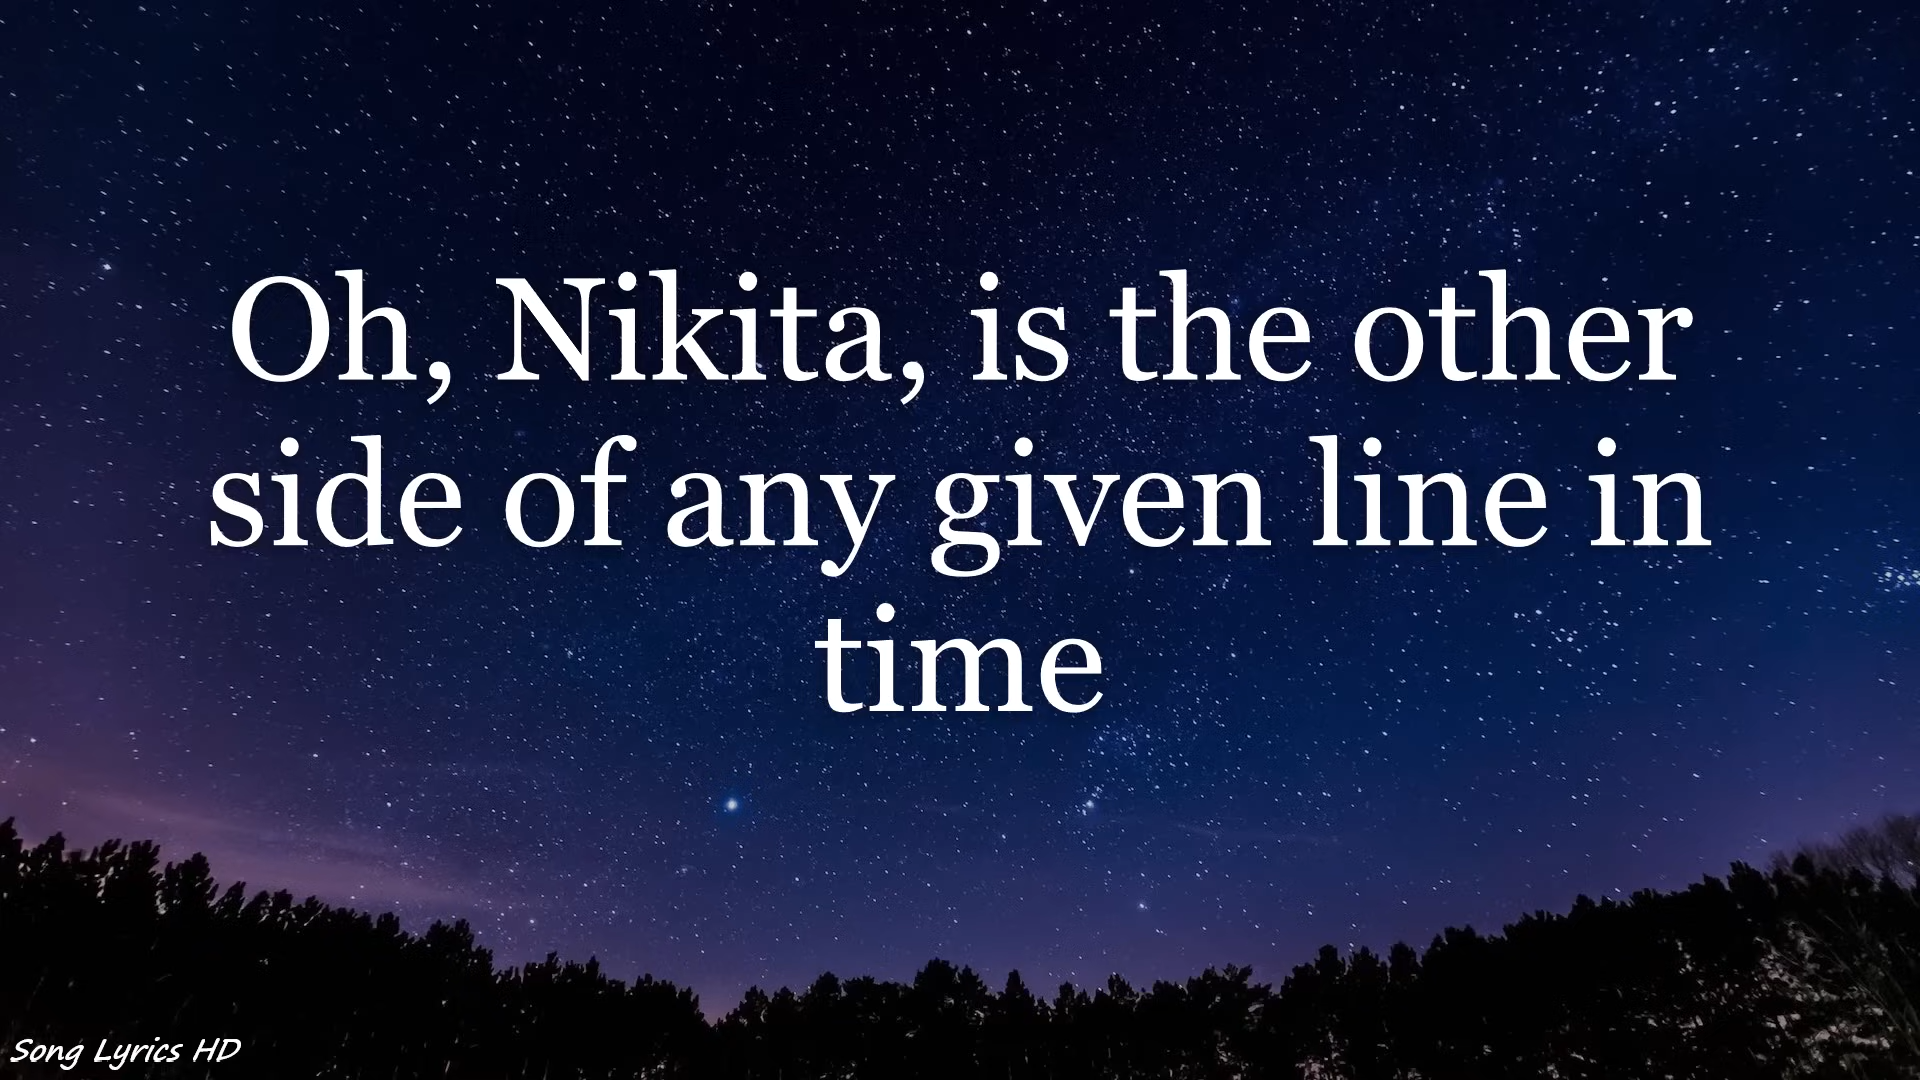 Oh, Nikita, is the other
side of any given line in
time
Song Lyrics HD